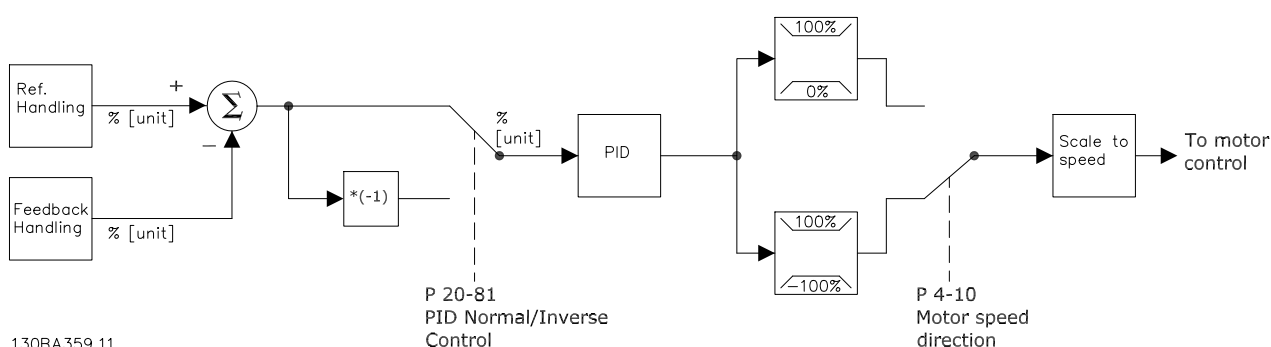 Ref.
Handling
% [unit]
+
Σ
−
Feedback
Handling
% [unit]
*(-1)
%
[unit]
P 20-81
PID Normal/Inverse
Control
PID
100%
0%
100%
−100%
P 4-10
Motor speed
direction
Scale to
speed
To motor
control
130BA359.11